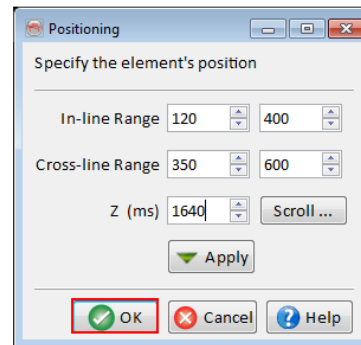 Positioning
Specify the element's position
In-line Range 120 400
Cross-line Range 350 600
Z (ms) 1640 Scroll ...
Apply
OK Cancel Help